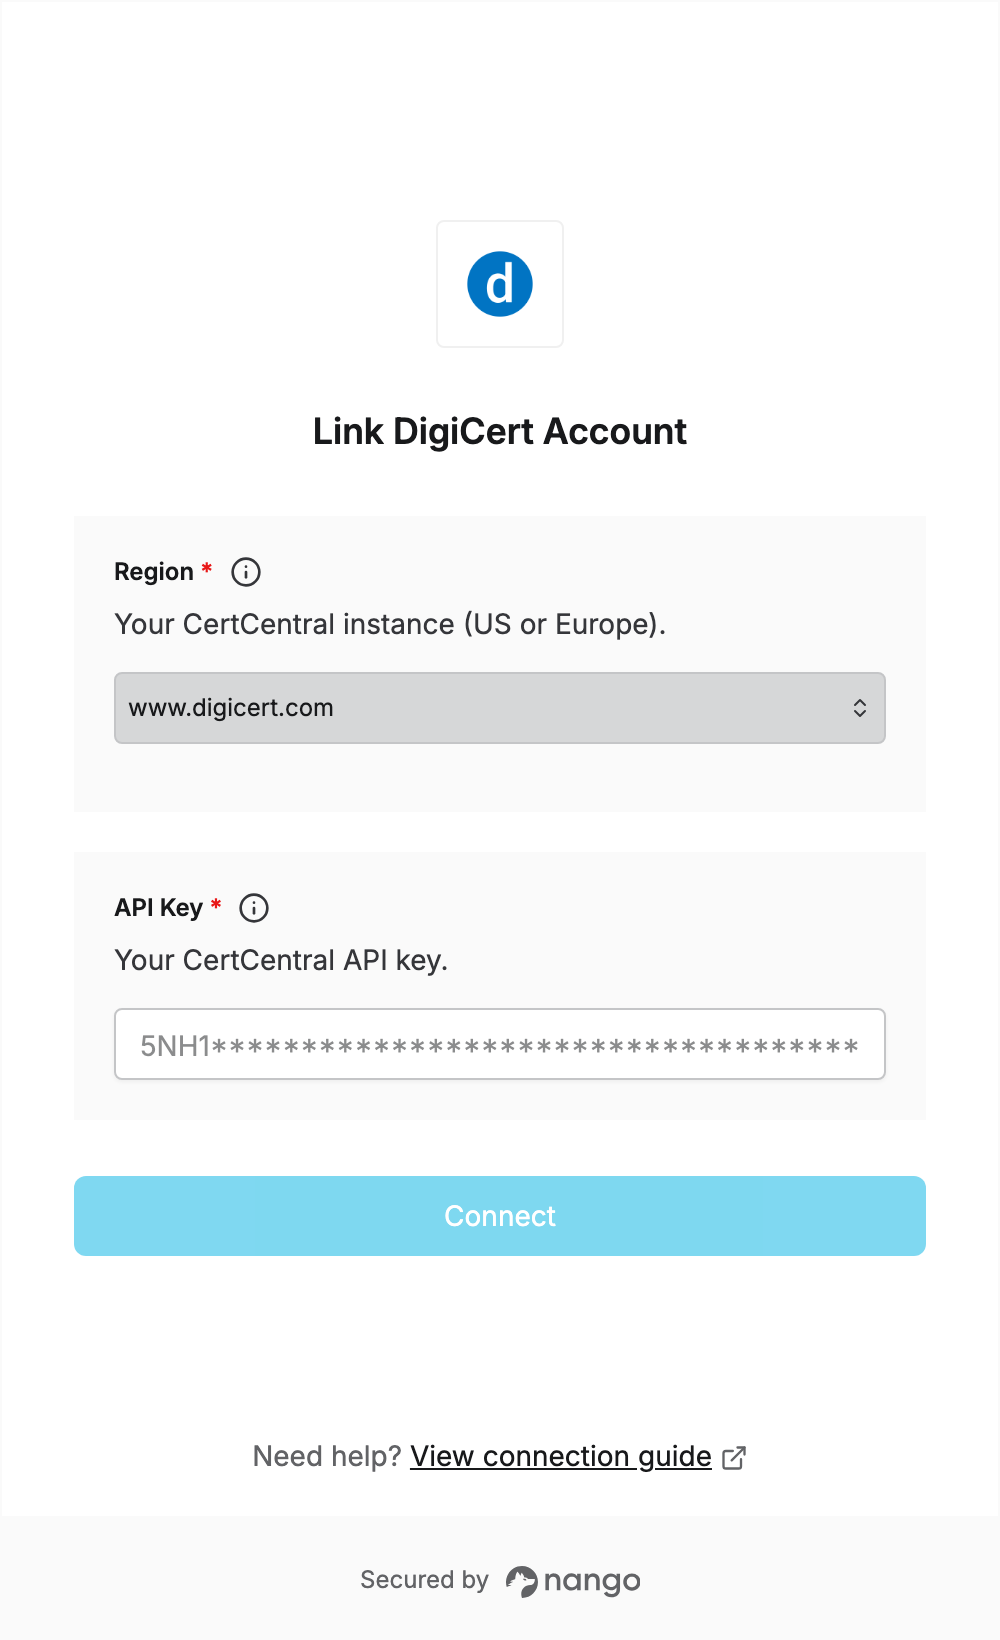 d
Link DigiCert Account
Region *
Your CertCentral instance (US or Europe).
www.digicert.com
API Key *
Your CertCentral API key.
5NH1************************************
Connect
Need help? View connection guide
Secured by nango